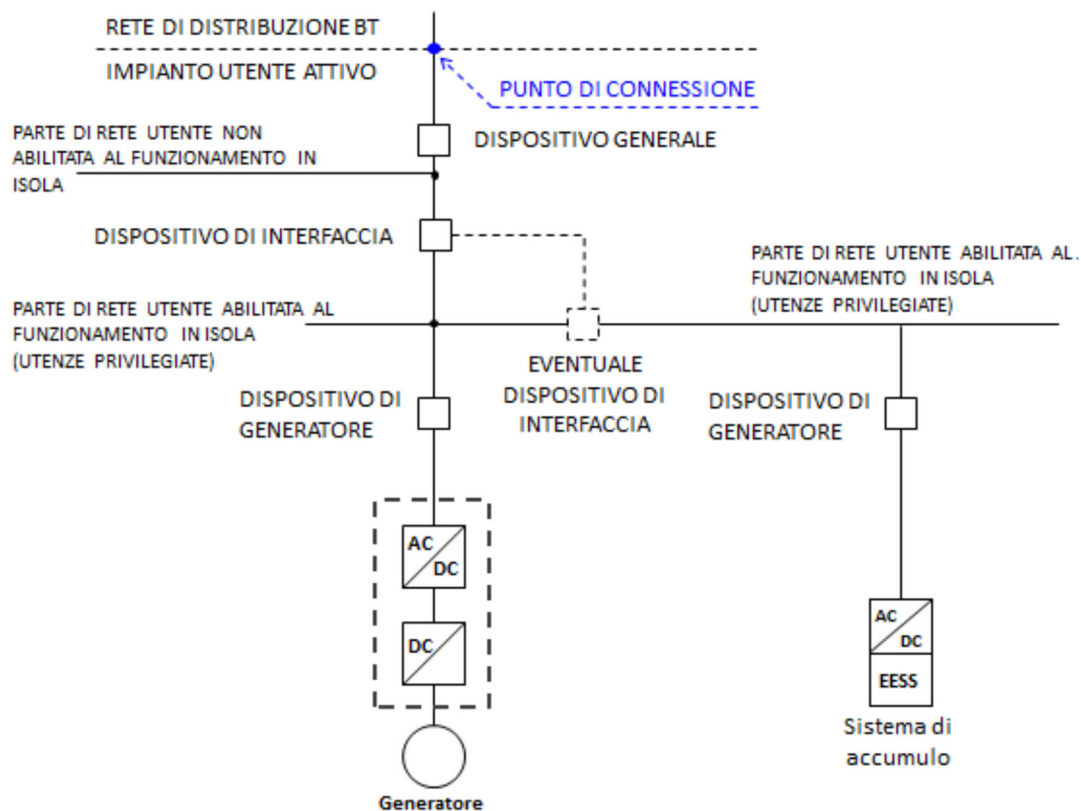 RETE DI DISTRIBUZIONE BT
IMPIANTO UTENTE ATTIVO
PUNTO DI CONNESSIONE
PARTE DI RETE UTENTE NON
ABILITATA AL FUNZIONAMENTO IN
ISOLA
DISPOSITIVO GENERALE
DISPOSITIVO DI INTERFACCIA
PARTE DI RETE UTENTE ABILITATA AL.
FUNZIONAMENTO IN ISOLA
(UTENZE PRIVILEGIATE)
PARTE DI RETE UTENTE ABILITATA AL
FUNZIONAMENTO IN ISOLA
(UTENZE PRIVILEGIATE)
EVENTUALE
DISPOSITIVO DI
INTERFACCIA
DISPOSITIVO DI
GENERATORE
DISPOSITIVO DI
GENERATORE
AC
DC
DC
AC
DC
EESS
Sistema di
accumulo
Generatore